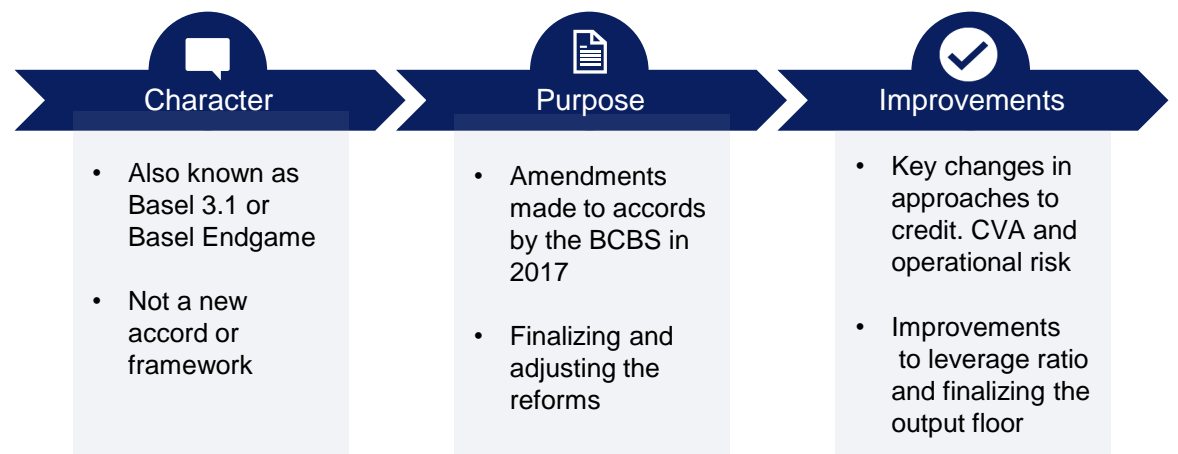 Character
• Also known as
Basel 3.1 or
Basel Endgame
• Not a new
accord or
framework
Purpose
• Amendments
made to accords
by the BCBS in
2017
• Finalizing and
adjusting the
reforms
Improvements
• Key changes in
approaches to
credit. CVA and
operational risk
• Improvements
to leverage ratio
and finalizing the
output floor